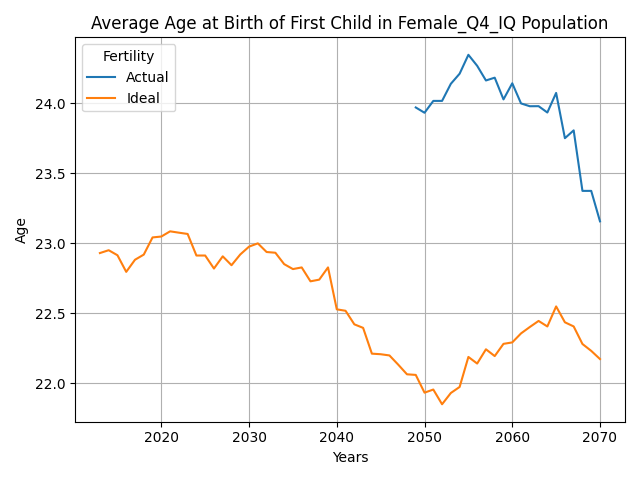 Average Age at Birth of First Child in Female_Q4_IQ Population
Fertility
Actual
Ideal
24.0
23.5
23.0
22.5
22.0
Age
2020 2030 2040 2050 2060 2070
Years